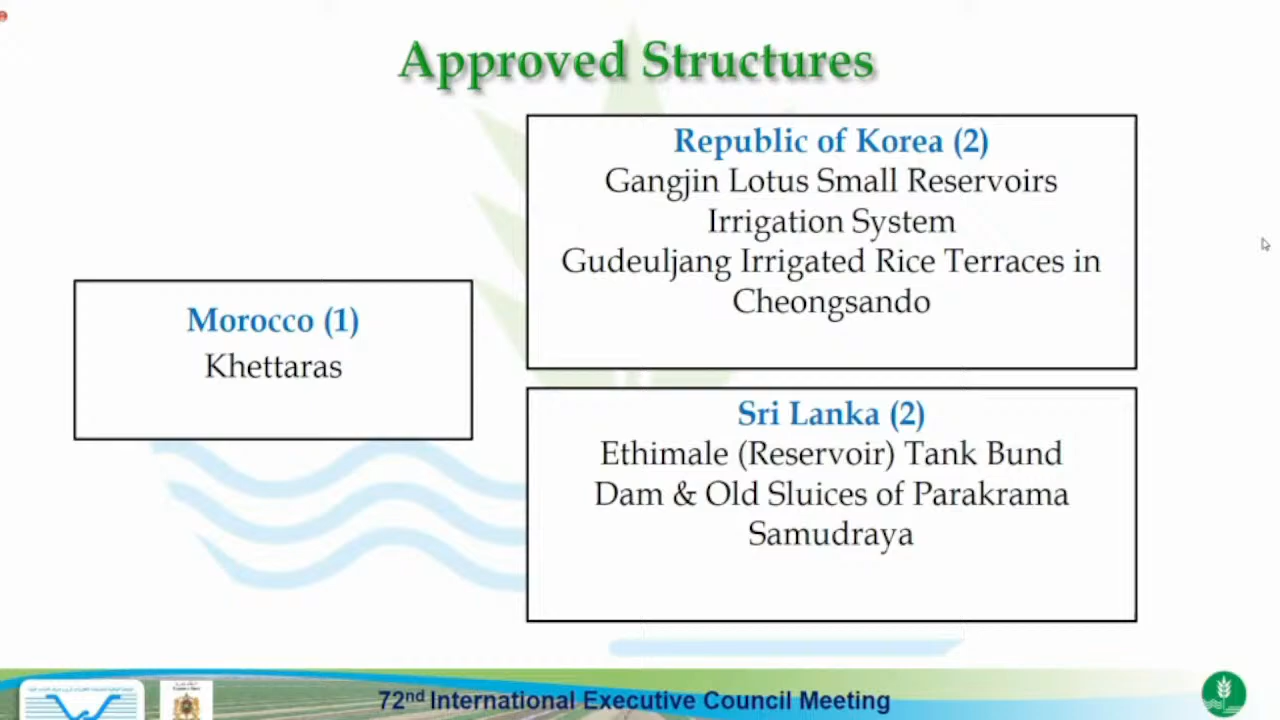 Approved Structures
Morocco (1)
Khettaras
Republic of Korea (2)
Gangjin Lotus Small Reservoirs
Irrigation System
Gudeuljang Irrigated Rice Terraces in
Cheongsando
Sri Lanka (2)
Ethimale (Reservoir) Tank Bund
Dam & Old Sluices of Parakrama
Samudraya
72nd International Executive Council Meeting